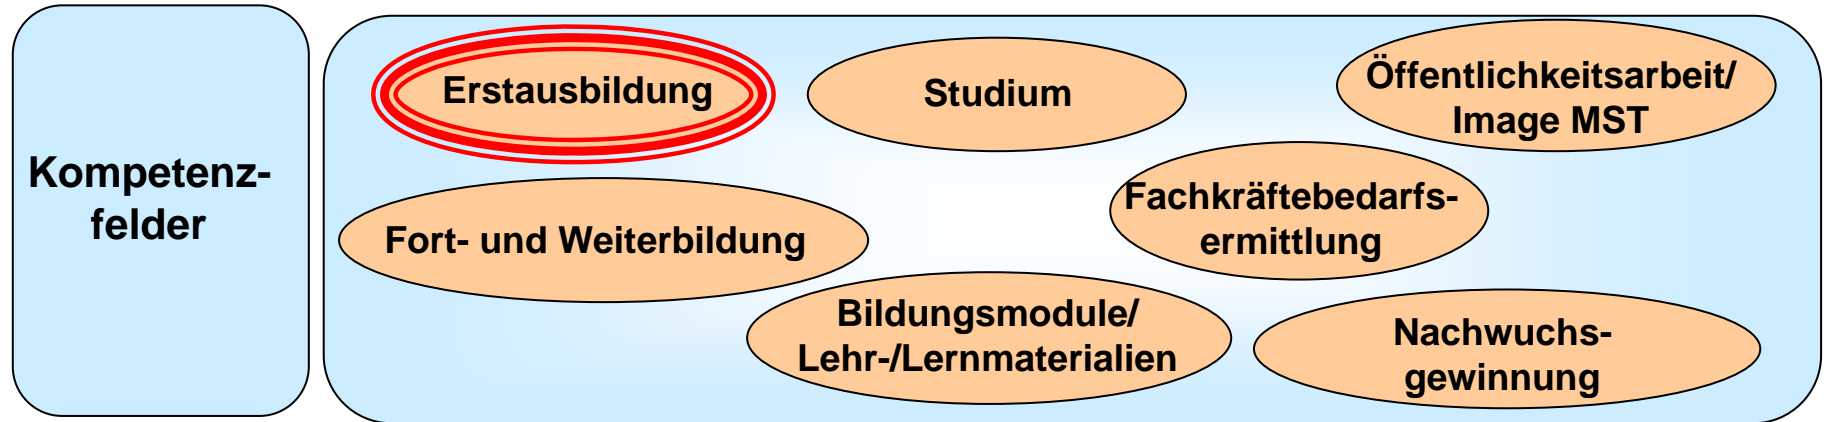 Kompetenz-
felder
Erstausbildung
Studium
Öffentlichkeitsarbeit/
Image MST
Fort- und Weiterbildung
Fachkräftebedarfs-
ermittlung
Bildungsmodule/
Lehr-/Lernmaterialien
Nachwuchs-
gewinnung